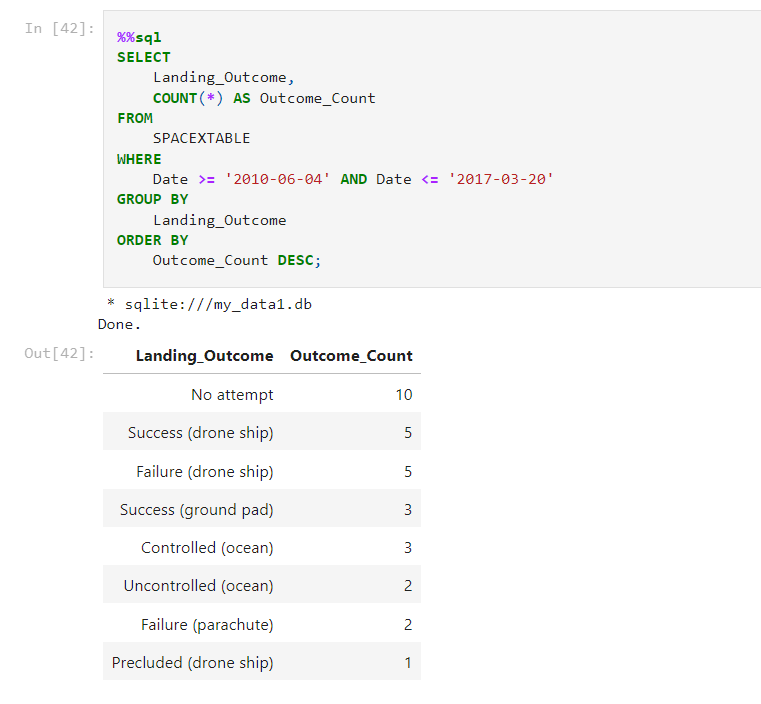 In [42]:
%%sql
SELECT
    Landing_Outcome,
    COUNT(*) AS Outcome_Count
FROM
    SPACEXTABLE
WHERE
    Date >= '2010-06-04' AND Date <= '2017-03-20'
GROUP BY
    Landing_Outcome
ORDER BY
    Outcome_Count DESC;
* sqlite:///my_data1.db
Done.
Out[42]:
Landing_Outcome Outcome_Count
No attempt 10
Success (drone ship) 5
Failure (drone ship) 5
Success (ground pad) 3
Controlled (ocean) 3
Uncontrolled (ocean) 2
Failure (parachute) 2
Precluded (drone ship) 1